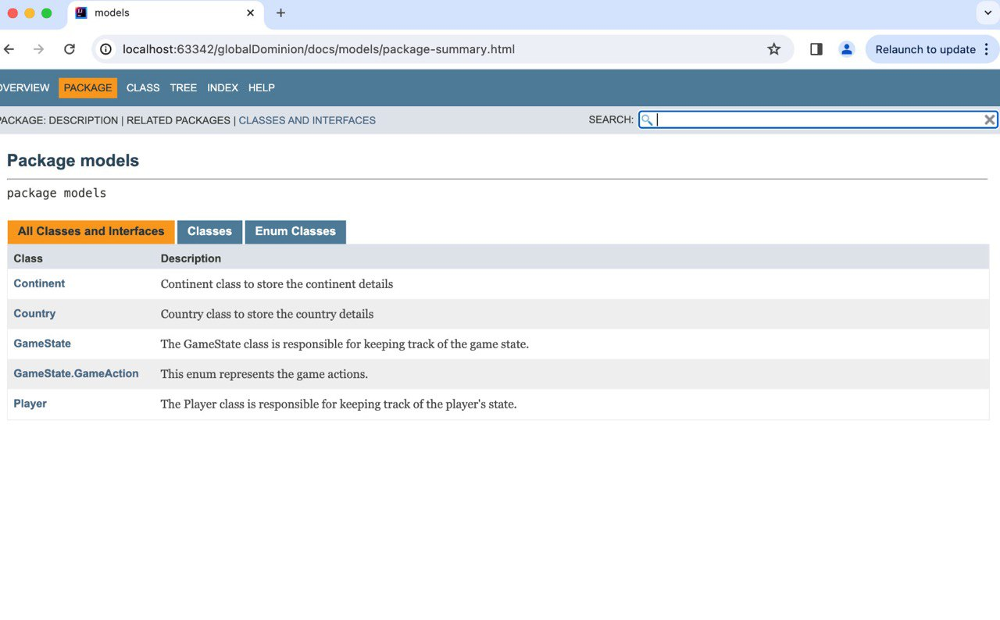 models
localhost:63342/globalDominion/docs/models/package-summary.html
Relaunch to update
OVERVIEW PACKAGE CLASS TREE INDEX HELP
PACKAGE: DESCRIPTION | RELATED PACKAGES | CLASSES AND INTERFACES SEARCH:
Package models
package models
All Classes and Interfaces Classes Enum Classes
Class Description
Continent Continent class to store the continent details
Country Country class to store the country details
GameState The GameState class is responsible for keeping track of the game state.
GameState.GameAction This enum represents the game actions.
Player The Player class is responsible for keeping track of the player's state.